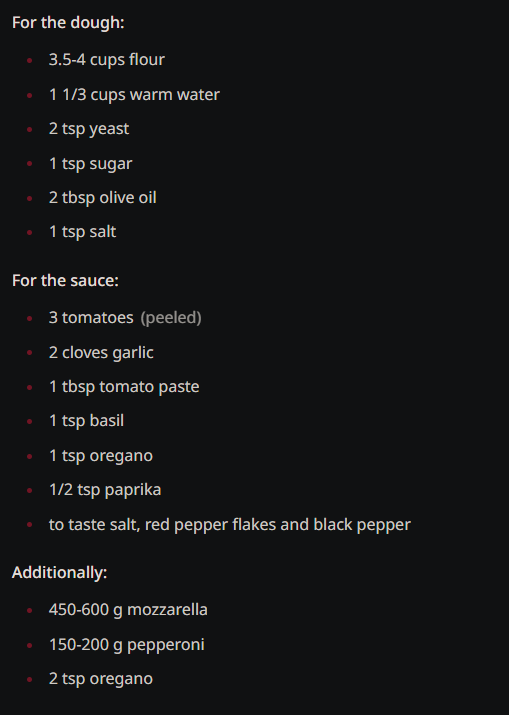 For the dough:
3.5-4 cups flour
1 1/3 cups warm water
2 tsp yeast
1 tsp sugar
2 tbsp olive oil
1 tsp salt
For the sauce:
3 tomatoes (peeled)
2 cloves garlic
1 tbsp tomato paste
1 tsp basil
1 tsp oregano
1/2 tsp paprika
to taste salt, red pepper flakes and black pepper
Additionally:
450-600 g mozzarella
150-200 g pepperoni
2 tsp oregano